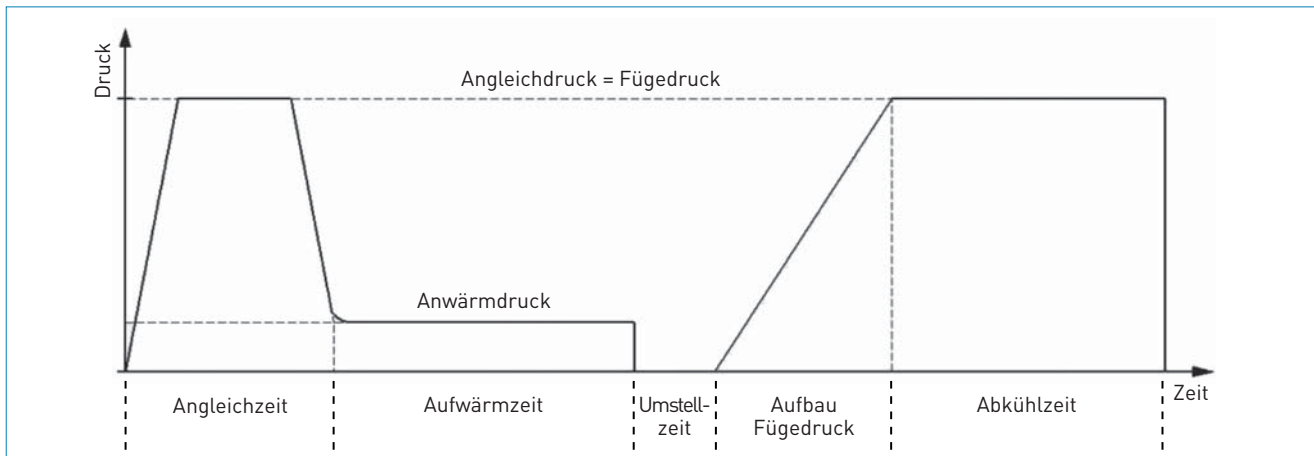 Druck
Angleichdruck = Fügedruck
Anwärmdruck
Zeit
Angleichzeit
Aufwärmzeit
Umstell-
zeit
Aufbau
Fügedruck
Abkühlzeit